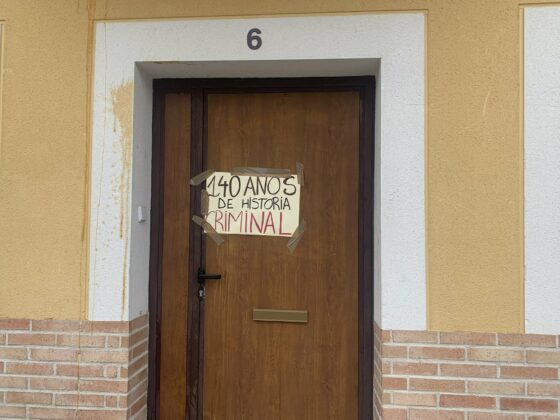 6
140 AÑOS
DE HISTORIA
CRIMINAL